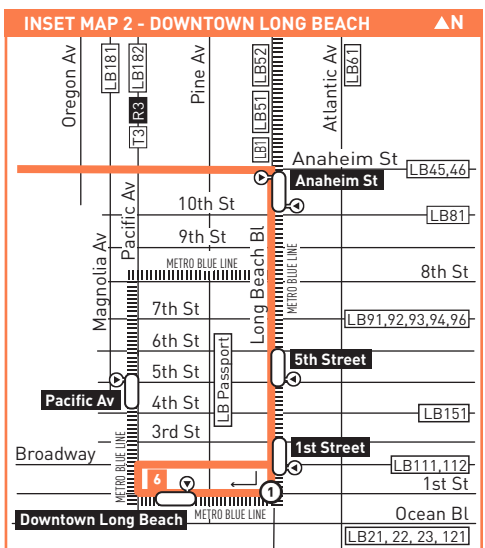 INSET MAP 2 - DOWNTOWN LONG BEACH ▲N
Oregon Av
LB181
T3 R3 LB182
Pine Av
LB1 LB51 LB52
Atlantic Av
LB61
Anaheim St
LB45,46
Anaheim St
10th St
LB81
9th St
Magnolia Av
Pacific Av
METRO BLUE LINE
Long Beach Bl
METRO BLUE LINE
8th St
7th St
LB91,92,93,94,96
6th St
LB Passport
5th Street
5th St
Pacific Av
4th St
LB151
3rd St
1st Street
Broadway
METRO BLUE LINE
LB111,112
6
1
1st St
METRO BLUE LINE
Ocean Bl
Downtown Long Beach
LB21, 22, 23, 121